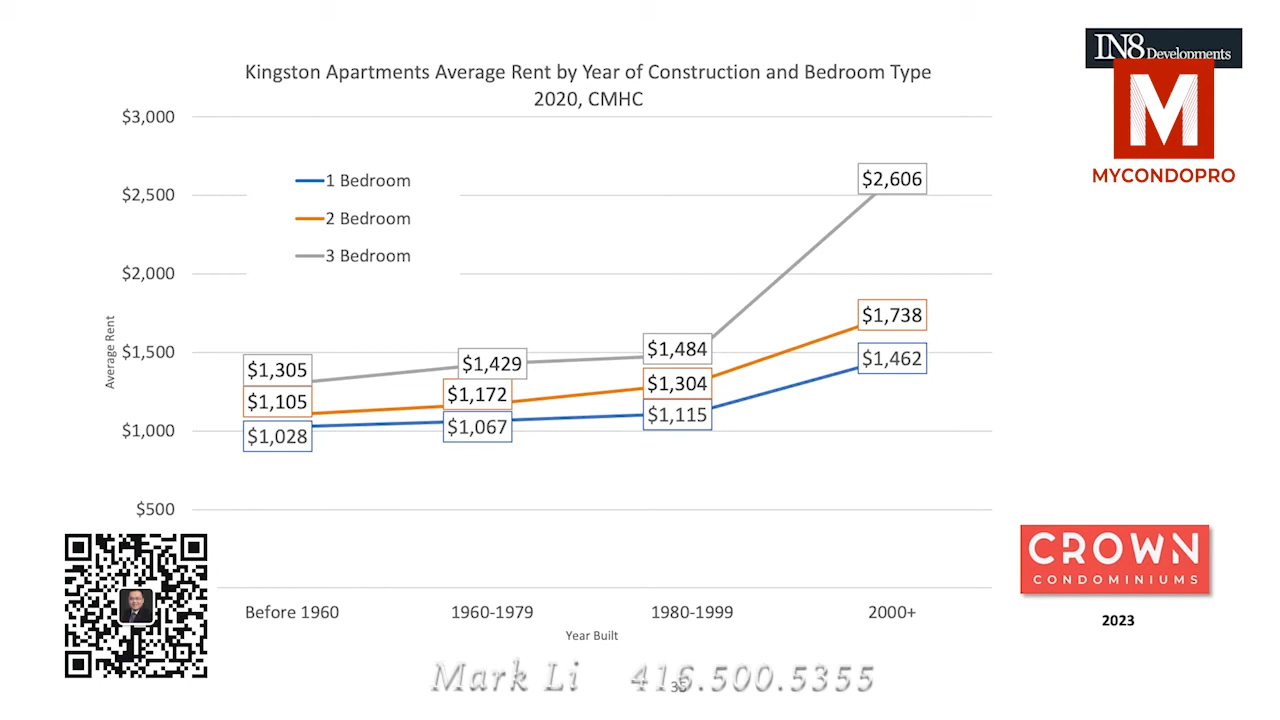 Kingston Apartments Average Rent by Year of Construction and Bedroom Type
2020, CMHC
IN8 Developments
M
MYCONDOPRO
$3,000
$2,500
$2,000
$1,500
$1,000
$500
Average Rent
1 Bedroom
2 Bedroom
3 Bedroom
$1,305
$1,429
$1,484
$2,606
$1,105
$1,172
$1,304
$1,738
$1,028
$1,067
$1,115
$1,462
Before 1960
1960-1979
1980-1999
2000+
Year Built
CROWN
CONDOMINIUMS
2023
Mark Li 416.500.5355
35